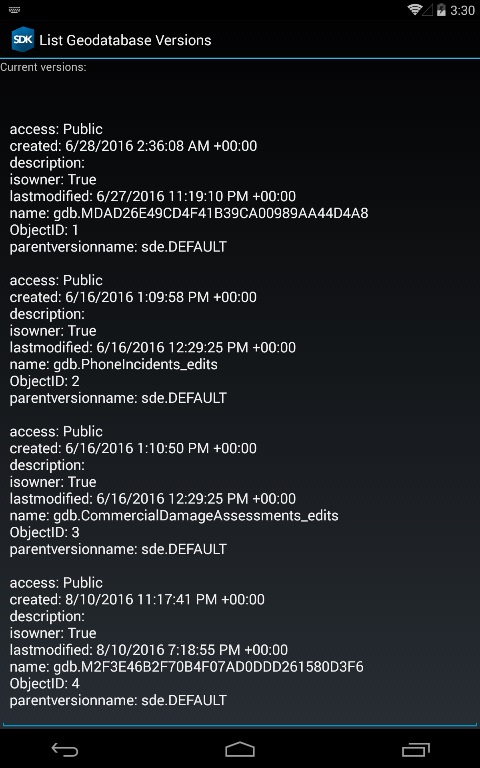 3:30
SDK List Geodatabase Versions
Current versions:
access: Public
created: 6/28/2016 2:36:08 AM +00:00
description:
isowner: True
lastmodified: 6/27/2016 11:19:10 PM +00:00
name: gdb.MDAD26E49CD4F41B39CA00989AA44D4A8
ObjectID: 1
parentversionname: sde.DEFAULT
access: Public
created: 6/16/2016 1:09:58 PM +00:00
description:
isowner: True
lastmodified: 6/16/2016 12:29:25 PM +00:00
name: gdb.PhoneIncidents_edits
ObjectID: 2
parentversionname: sde.DEFAULT
access: Public
created: 6/16/2016 1:10:50 PM +00:00
description:
isowner: True
lastmodified: 6/16/2016 12:29:25 PM +00:00
name: gdb.CommercialDamageAssessments_edits
ObjectID: 3
parentversionname: sde.DEFAULT
access: Public
created: 8/10/2016 11:17:41 PM +00:00
description:
isowner: True
lastmodified: 8/10/2016 7:18:55 PM +00:00
name: gdb.M2F3E46B2F70B4F07AD0DDD261580D3F6
ObjectID: 4
parentversionname: sde.DEFAULT